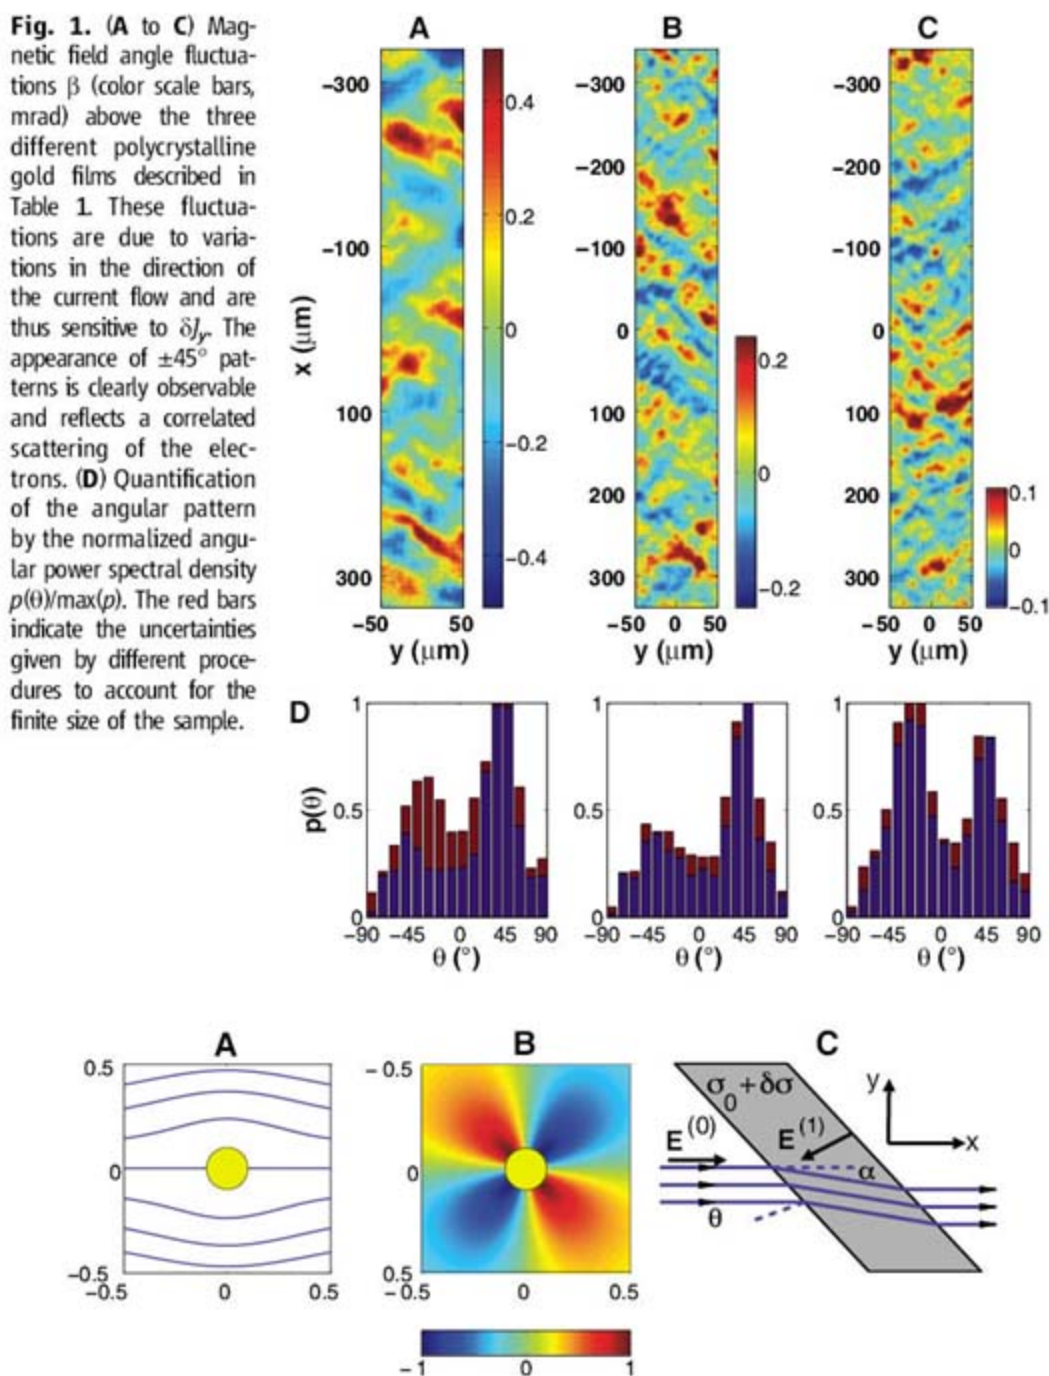 Fig. 1. (A to C) Mag-
netic field angle fluctua-
tions β (color scale bars,
mrad) above the three
different polycrystalline
gold films described in
Table 1. These fluctua-
tions are due to varia-
tions in the direction of
the current flow and are
thus sensitive to δJy. The
appearance of ±45° pat-
terns is clearly observable
and reflects a correlated
scattering of the elec-
trons. (D) Quantification
of the angular pattern
by the normalized angu-
lar power spectral density
p(θ)/max(p). The red bars
indicate the uncertainties
given by different proce-
dures to account for the
finite size of the sample.
A
−300
−100
100
300
x (μm)
−50 50
y (μm)
0.4
0.2
0
−0.2
−0.4
B
−300
−200
−100
0
100
200
300
−50 0 50
y (μm)
0.2
0
−0.2
C
−300
−200
−100
0
100
200
300
−50 0 50
y (μm)
0.1
0
−0.1
D
p(θ)
1
0.5
0
−90 −45 0 45 90
θ (°)
1
0.5
0
−90 −45 0 45 90
θ (°)
1
0.5
0
−90 −45 0 45 90
θ (°)
A
0.5
0
−0.5
−0.5 0 0.5
B
− 0.5
0
0.5
− 0.5 0 0.5
− 1 0 1
C
σ0 + δσ
E(0)
E(1)
α
θ
y
x